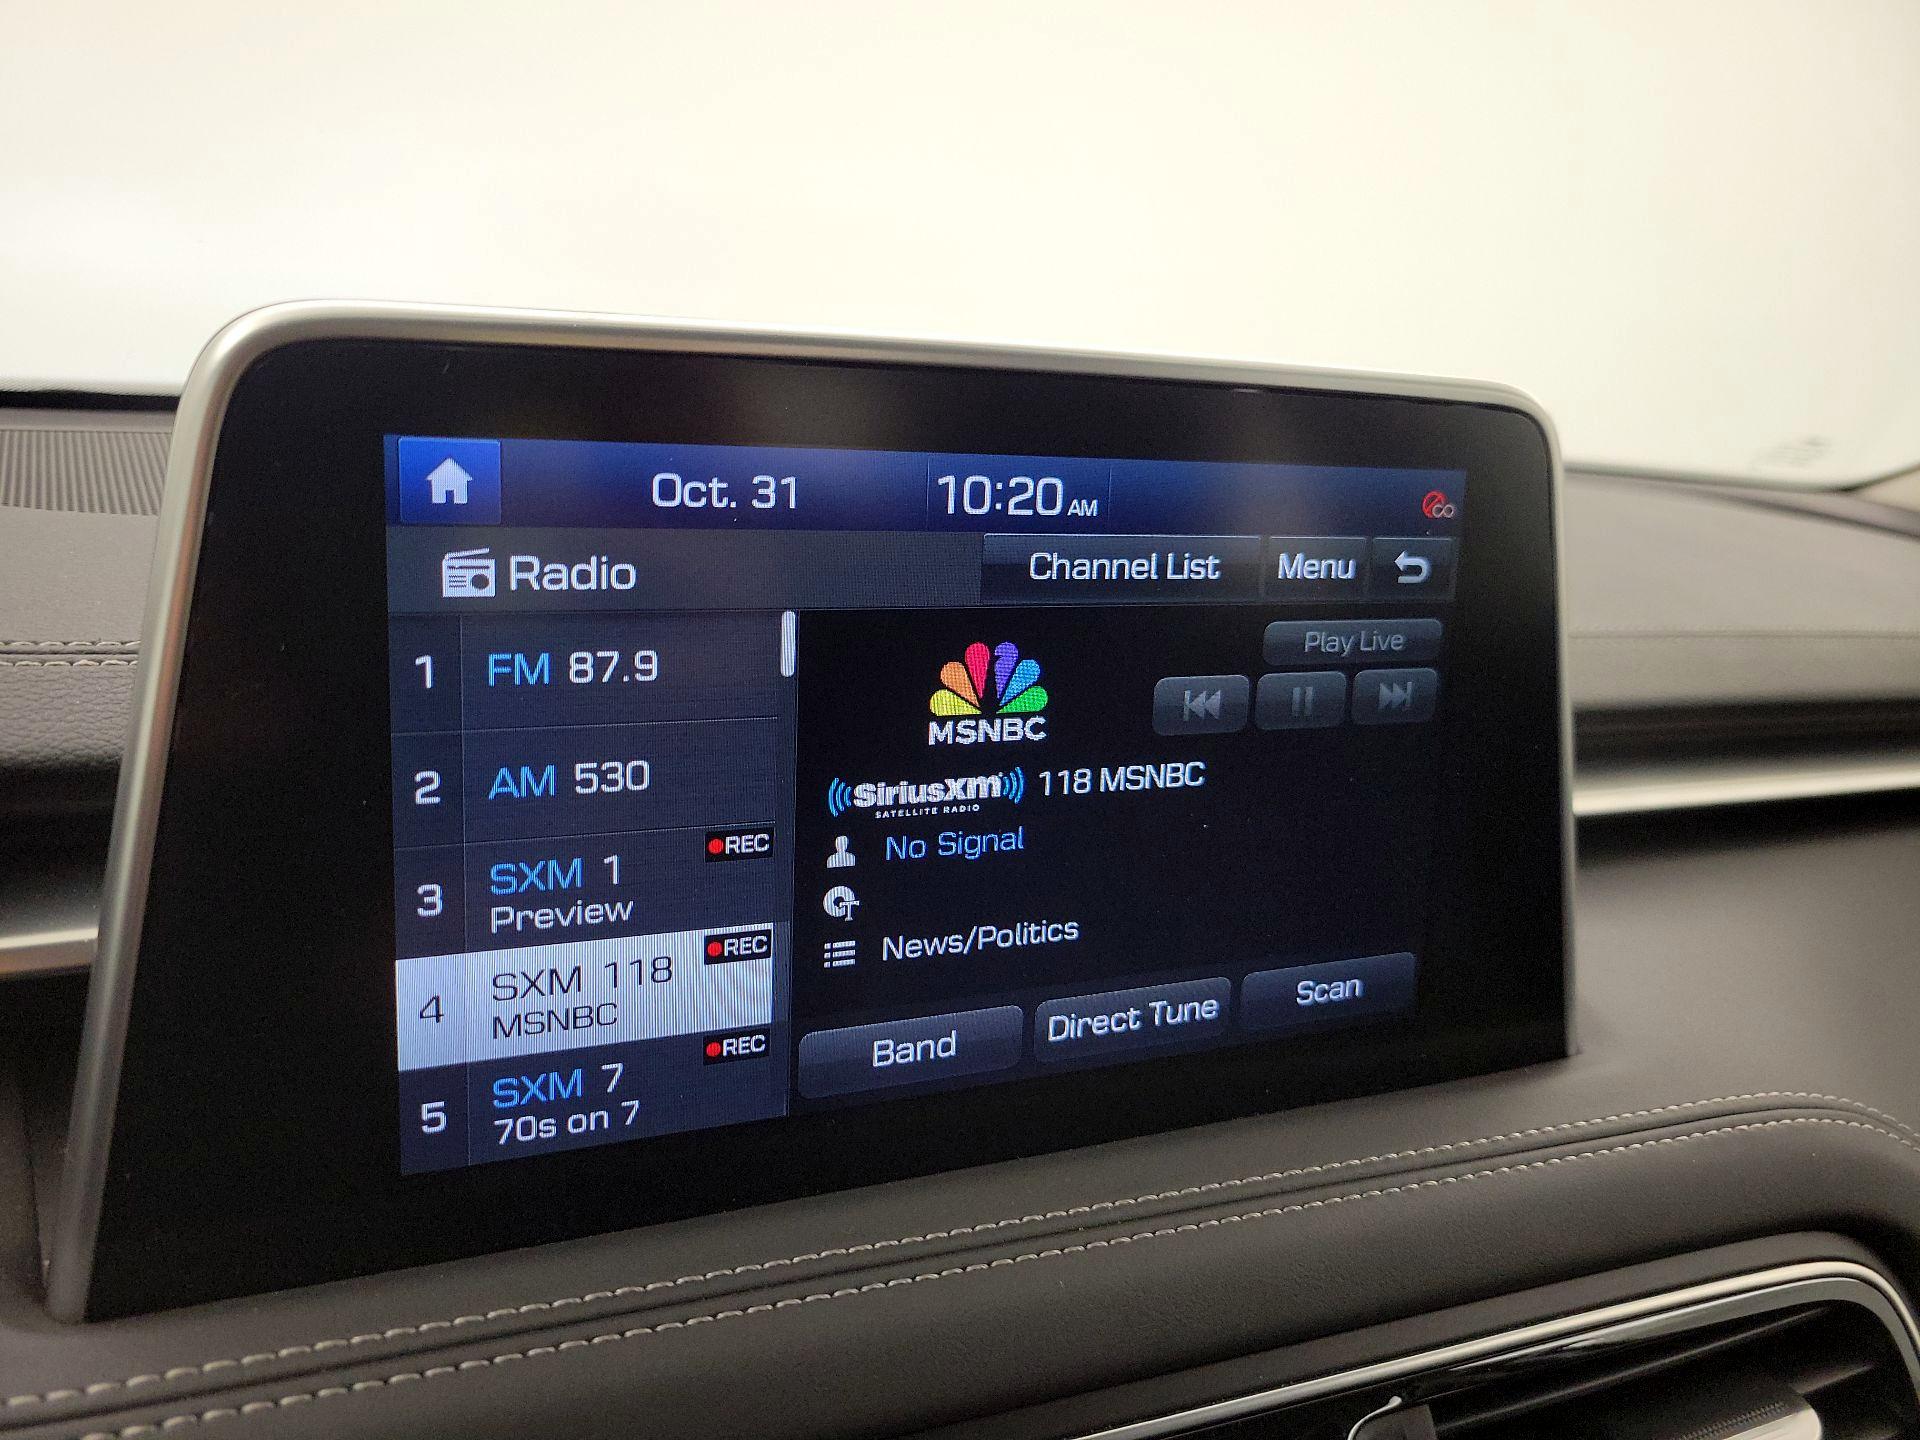 Oct. 31
10:20 AM
Radio
Channel List
Menu
1 FM 87.9
2 AM 530
3 SXM 1 REC
Preview
4 SXM 118 REC
MSNBC
5 SXM 7 REC
70s on 7
Play Live
MSNBC
SiriusXM 118 MSNBC
SATELLITE RADIO
No Signal
News/Politics
Band
Direct Tune
Scan